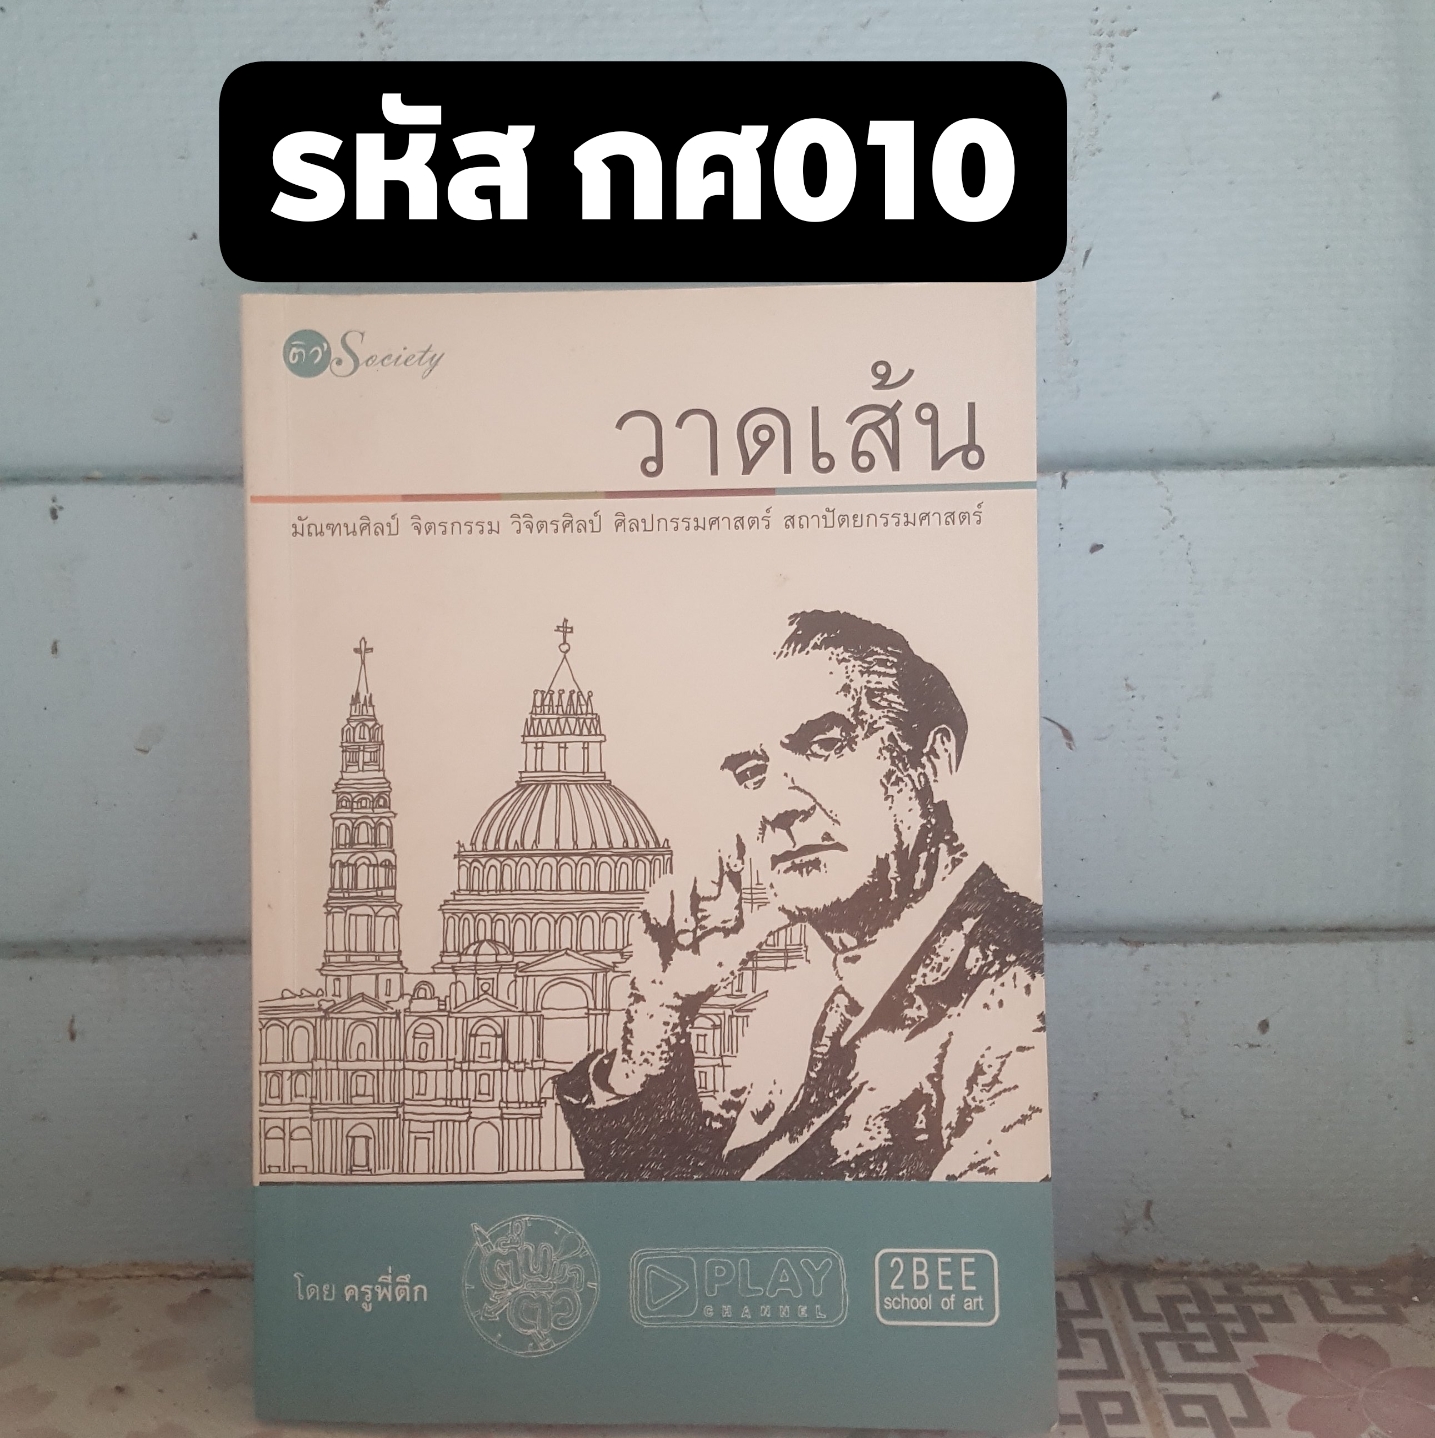 รหัส กศ010
ติว Society
วาดเส้น
มัณฑนศิลป์ จิตรกรรม วิจิตรศิลป์ ศิลปกรรมศาสตร์ สถาปัตยกรรมศาสตร์
โดย ครูพี่ตึก
PLAY
CHANNEL
2BEE
school of art